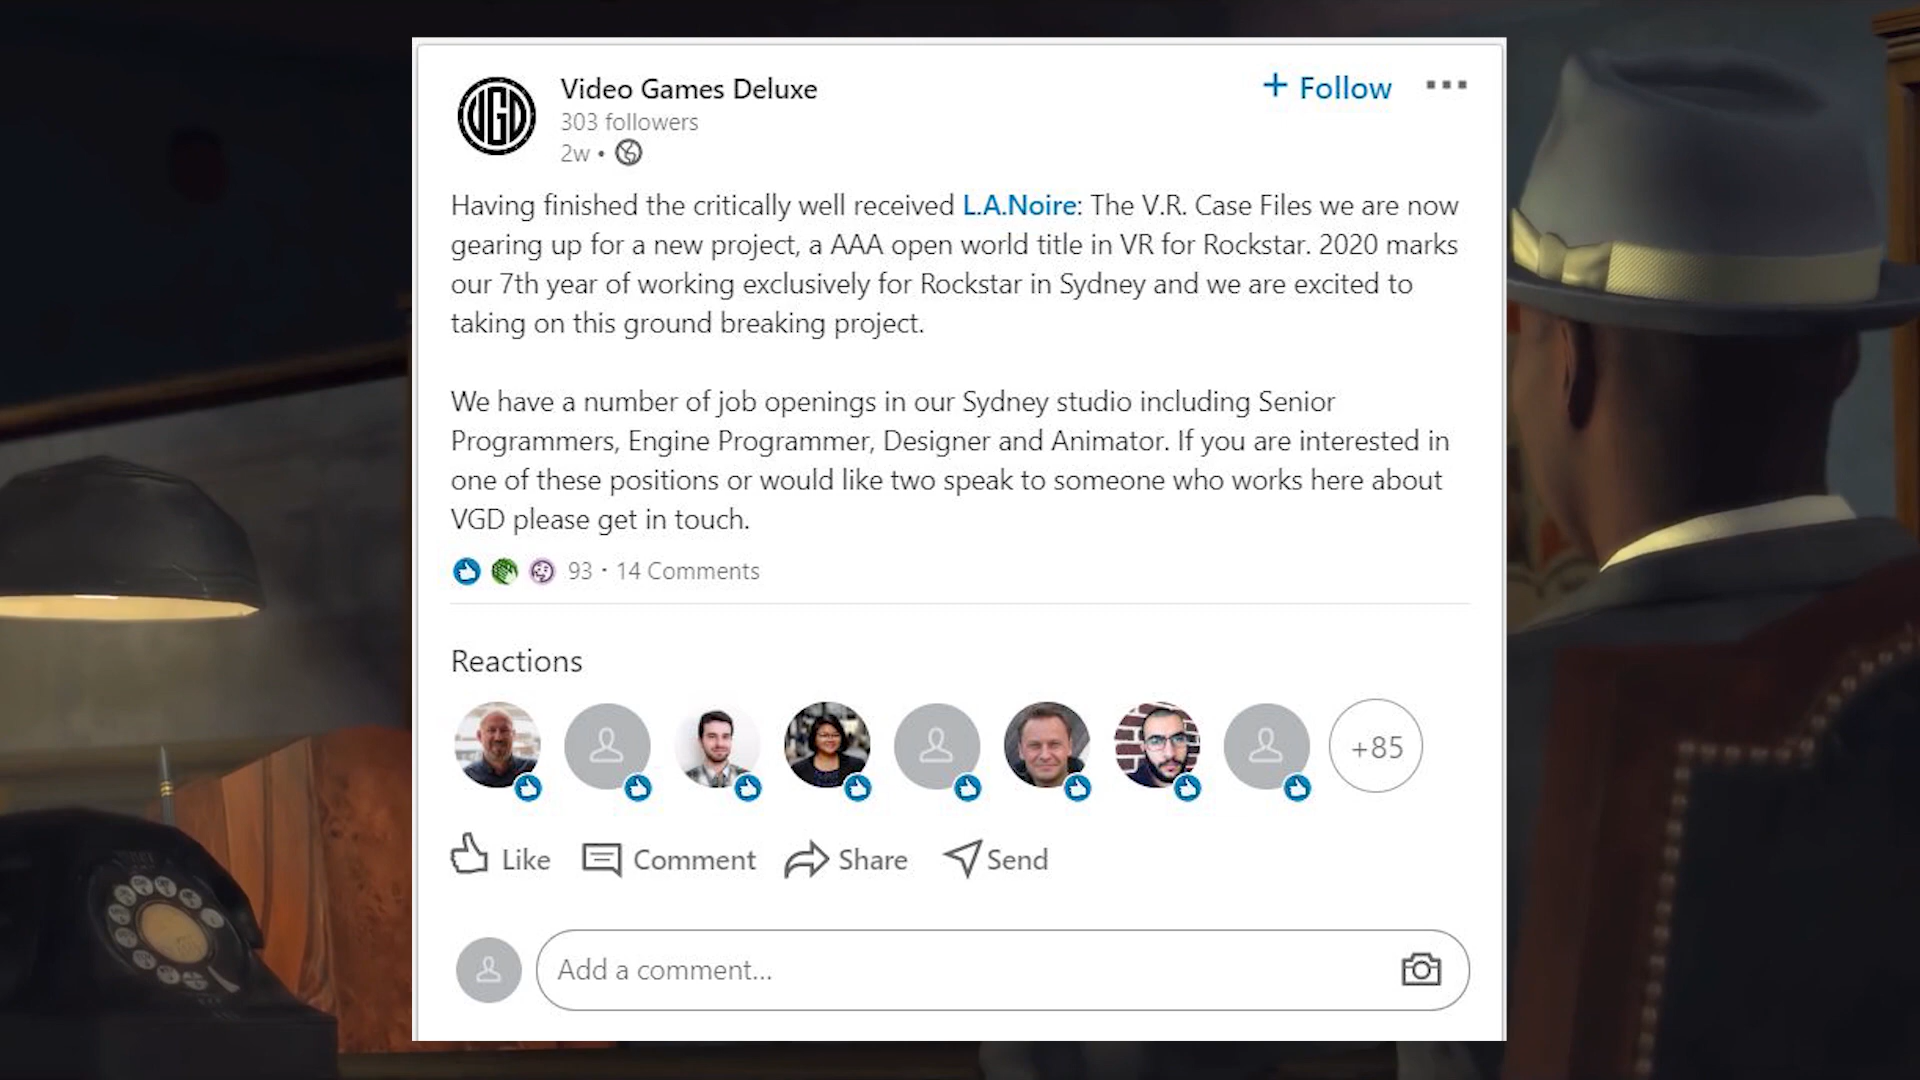 VGD
Video Games Deluxe
+ Follow
303 followers
2w •
Having finished the critically well received L.A.Noire: The V.R. Case Files we are now
gearing up for a new project, a AAA open world title in VR for Rockstar. 2020 marks
our 7th year of working exclusively for Rockstar in Sydney and we are excited to
taking on this ground breaking project.
We have a number of job openings in our Sydney studio including Senior
Programmers, Engine Programmer, Designer and Animator. If you are interested in
one of these positions or would like two speak to someone who works here about
VGD please get in touch.
93 · 14 Comments
Reactions
+85
Like Comment Share Send
Add a comment...